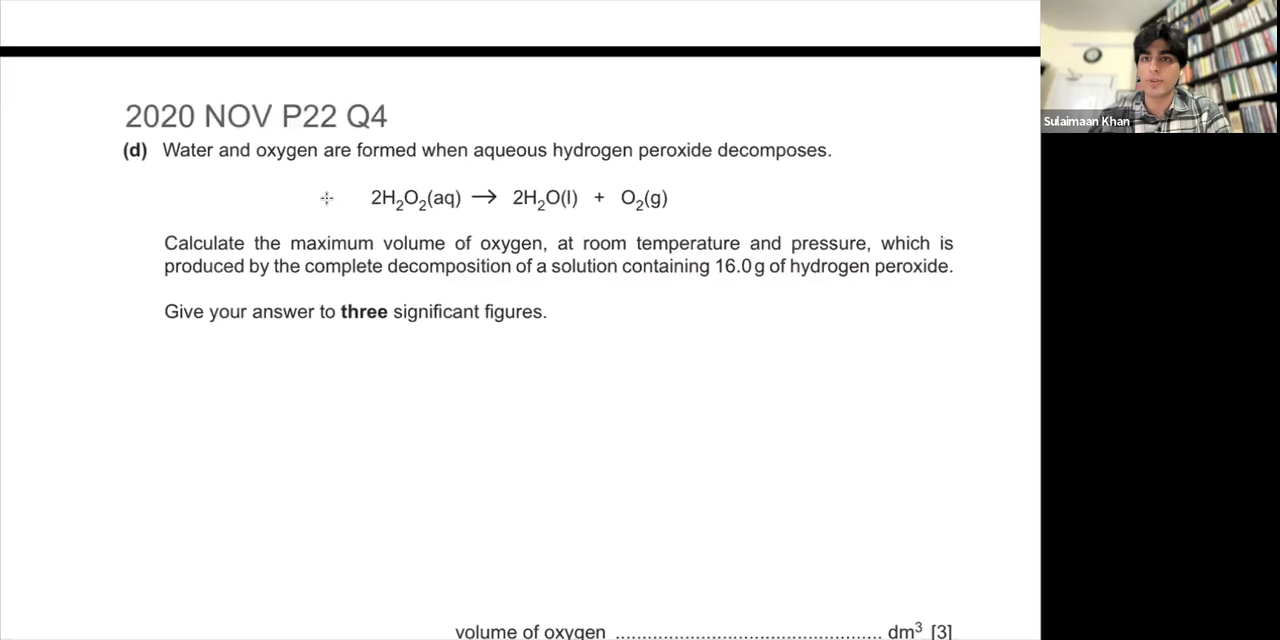 2020 NOV P22 Q4
(d) Water and oxygen are formed when aqueous hydrogen peroxide decomposes.
2H₂O₂(aq) → 2H₂O(l) + O₂(g)
Calculate the maximum volume of oxygen, at room temperature and pressure, which is
produced by the complete decomposition of a solution containing 16.0 g of hydrogen peroxide.
Give your answer to three significant figures.
volume of oxygen ................................................. dm³ [3]
Sulaimaan Khan